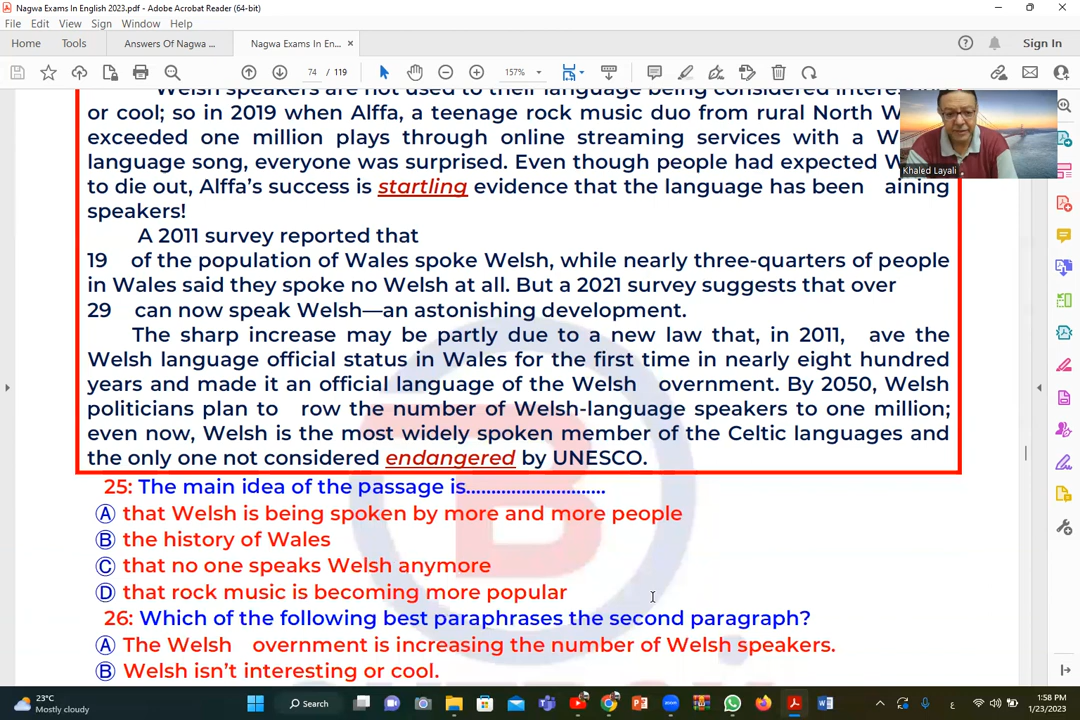 Nagwa Exams In English 2023.pdf - Adobe Acrobat Reader (64-bit)
File Edit View Sign Window Help
Home Tools Answers Of Nagwa ... Nagwa Exams In En... × Sign In
74 / 119 157%
Welsh speakers are not used to their language being considered
or cool; so in 2019 when Alffa, a teenage rock music duo from rural North
exceeded one million plays through online streaming services with a
language song, everyone was surprised. Even though people had expected
to die out, Alffa's success is startling evidence that the language has been aining
speakers!
A 2011 survey reported that
19 of the population of Wales spoke Welsh, while nearly three-quarters of people
in Wales said they spoke no Welsh at all. But a 2021 survey suggests that over
29 can now speak Welsh—an astonishing development.
The sharp increase may be partly due to a new law that, in 2011, ave the
Welsh language official status in Wales for the first time in nearly eight hundred
years and made it an official language of the Welsh overnment. By 2050, Welsh
politicians plan to row the number of Welsh-language speakers to one million;
even now, Welsh is the most widely spoken member of the Celtic languages and
the only one not considered endangered by UNESCO.
25: The main idea of the passage is...........................
A that Welsh is being spoken by more and more people
B the history of Wales
C that no one speaks Welsh anymore
D that rock music is becoming more popular
26: Which of the following best paraphrases the second paragraph?
A The Welsh overnment is increasing the number of Welsh speakers.
B Welsh isn't interesting or cool.
Khaled Layali
23°C
Mostly cloudy
Search
ع
1:58 PM
1/23/2023